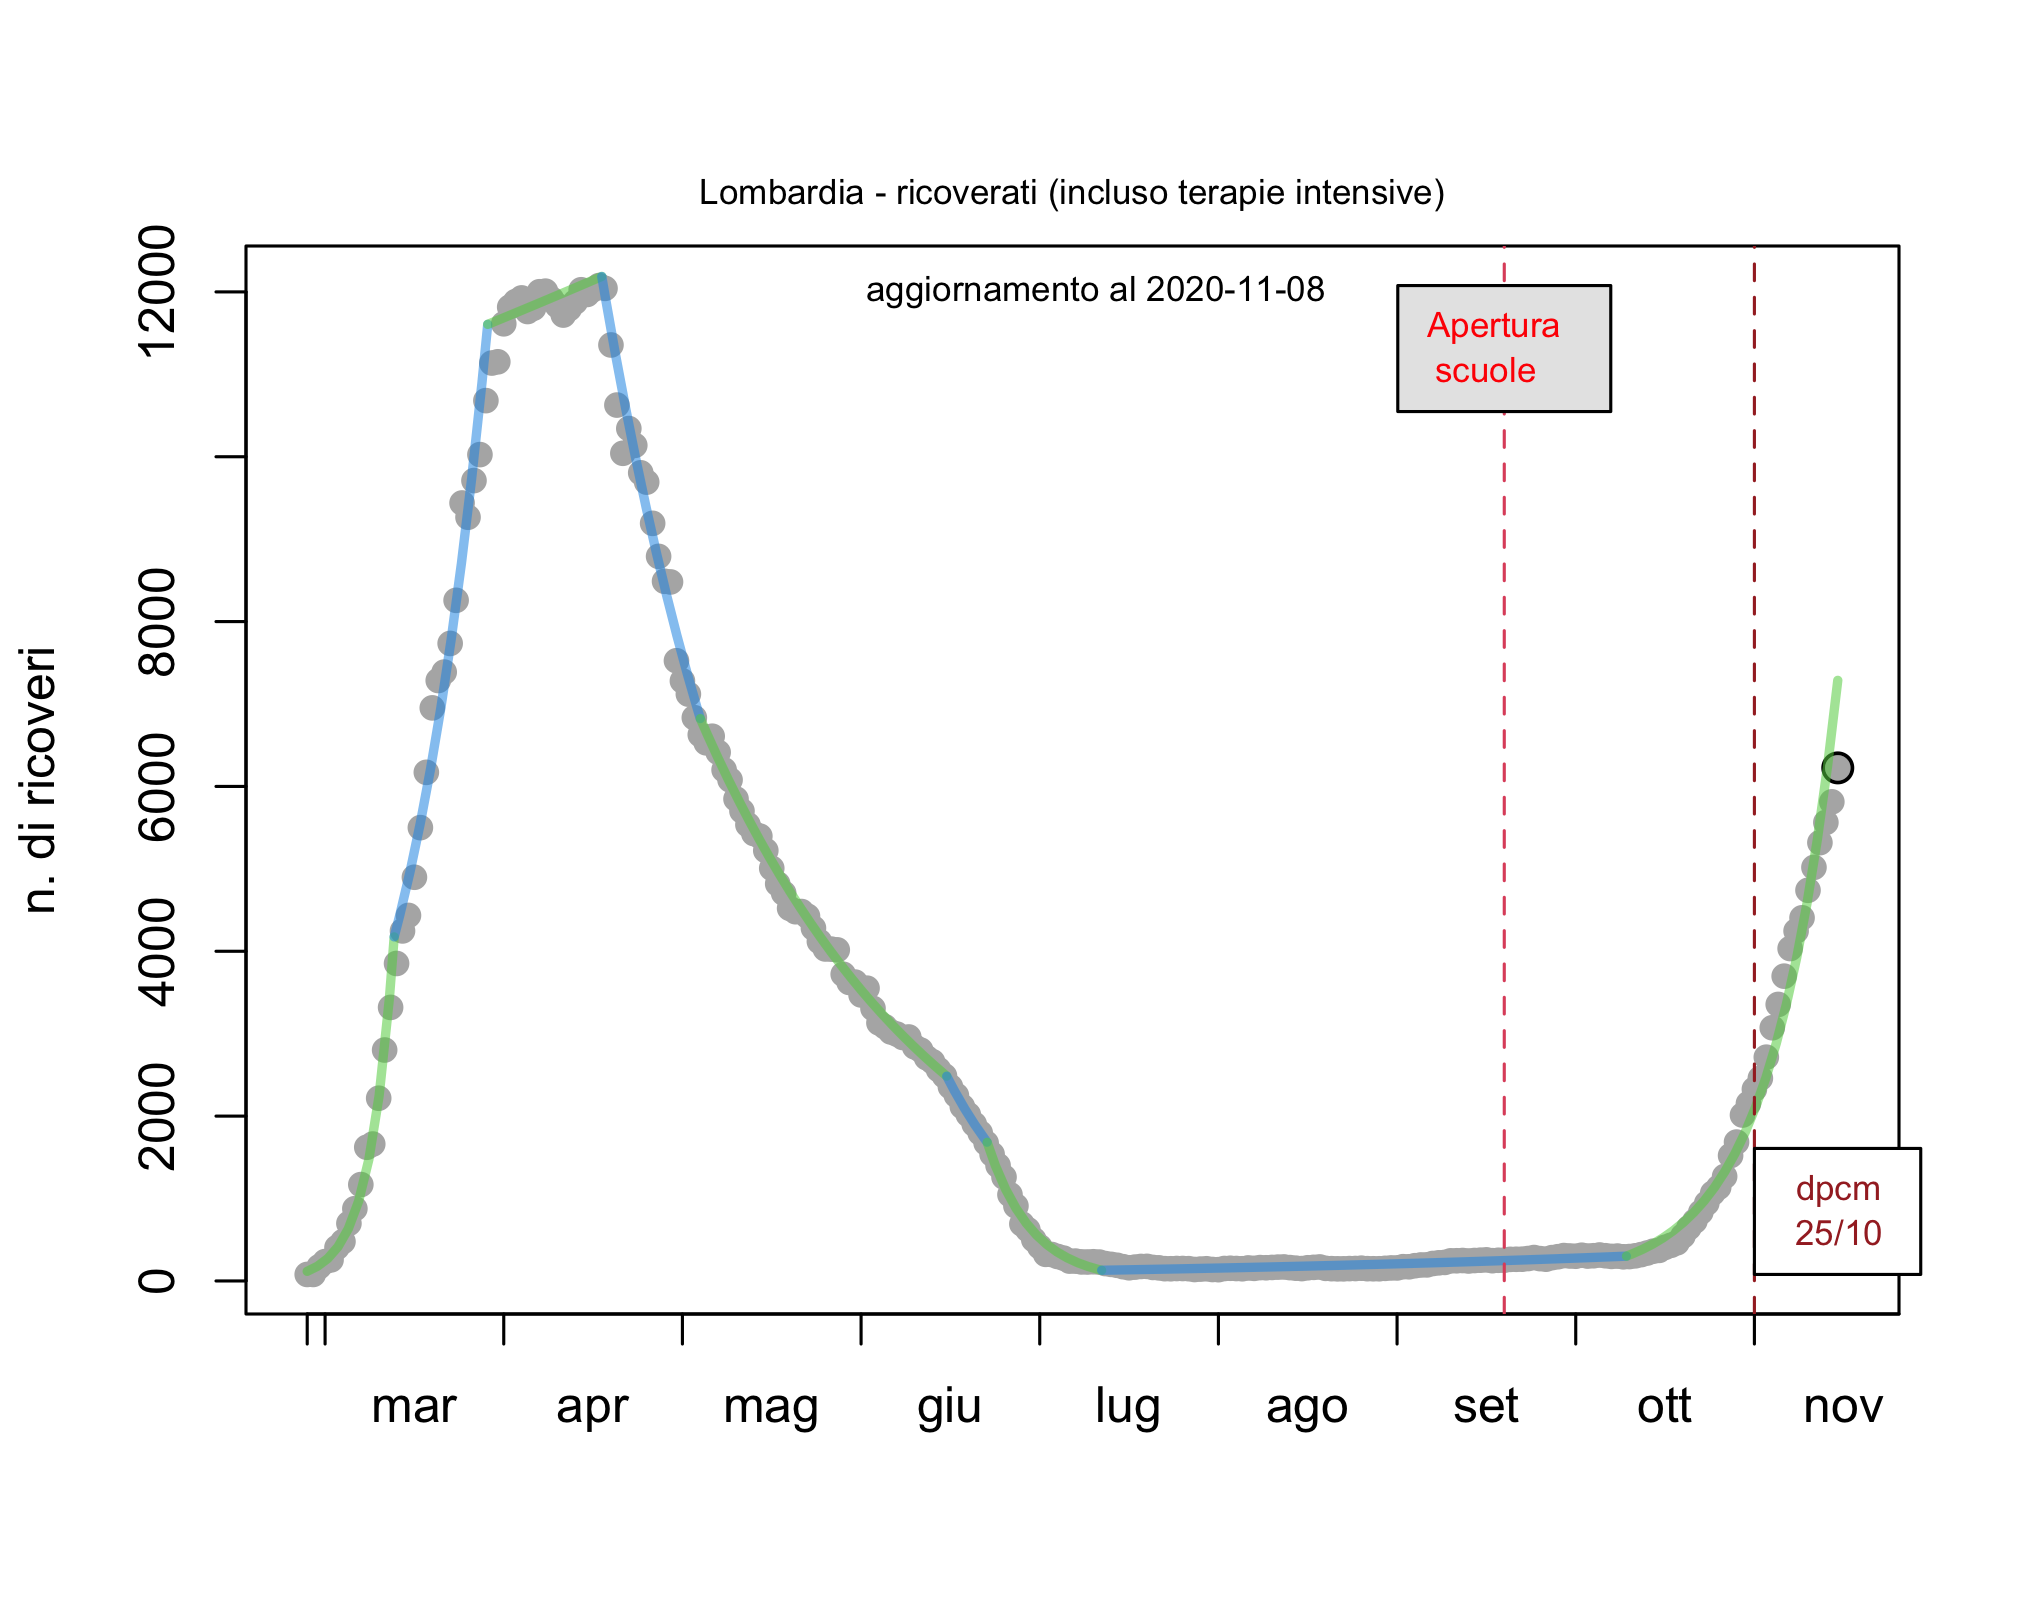 Lombardia - ricoverati (incluso terapie intensive)
aggiornamento al 2020-11-08
Apertura
scuole
12000
8000
6000
4000
2000
0
n. di ricoveri
dpcm
25/10
mar apr mag giu lug ago set ott nov